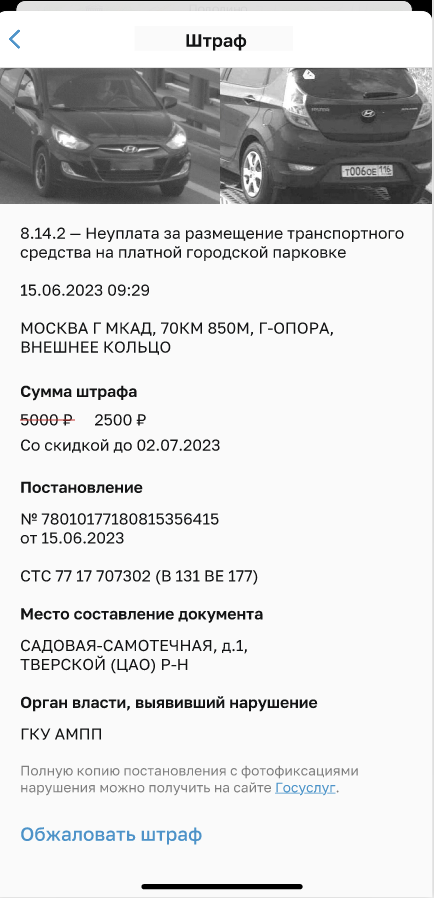 Штраф
Т006ОЕ 116
8.14.2 — Неуплата за размещение транспортного
средства на платной городской парковке
15.06.2023 09:29
МОСКВА Г МКАД, 70КМ 850М, Г-ОПОРА,
ВНЕШНЕЕ КОЛЬЦО
Сумма штрафа
5000 ₽ 2500 ₽
Со скидкой до 02.07.2023
Постановление
№ 78010177180815356415
от 15.06.2023
СТС 77 17 707302 (В 131 ВЕ 177)
Место составление документа
САДОВАЯ-САМОТЕЧНАЯ, д.1,
ТВЕРСКОЙ (ЦАО) Р-Н
Орган власти, выявивший нарушение
ГКУ АМПП
Полную копию постановления с фотофиксациями
нарушения можно получить на сайте Госуслуг.
Обжаловать штраф